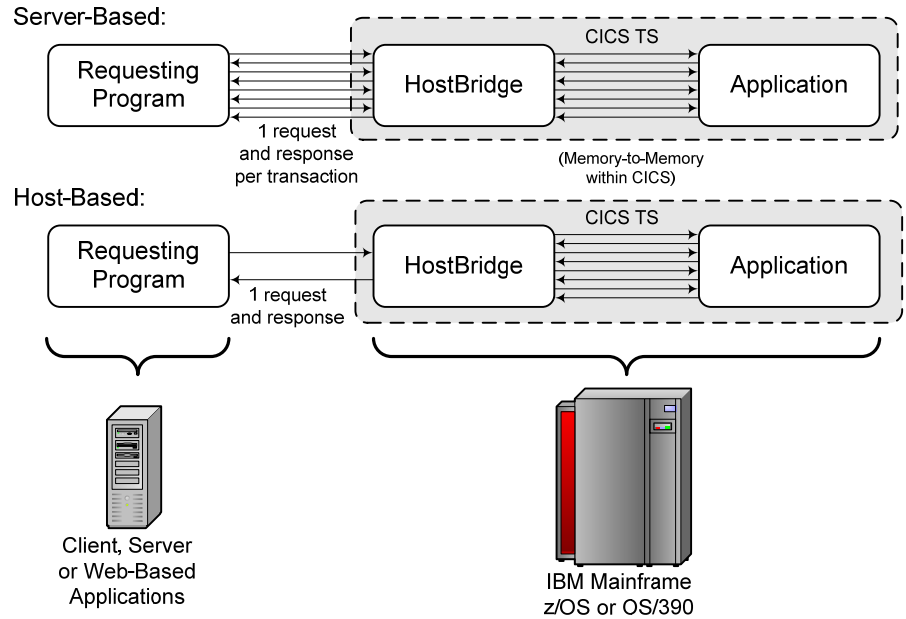 Server-Based:
CICS TS
Requesting
Program
HostBridge
Application
1 request
and response
per transaction
(Memory-to-Memory
within CICS)
Host-Based:
CICS TS
Requesting
Program
HostBridge
Application
1 request
and response
Client, Server
or Web-Based
Applications
IBM Mainframe
z/OS or OS/390